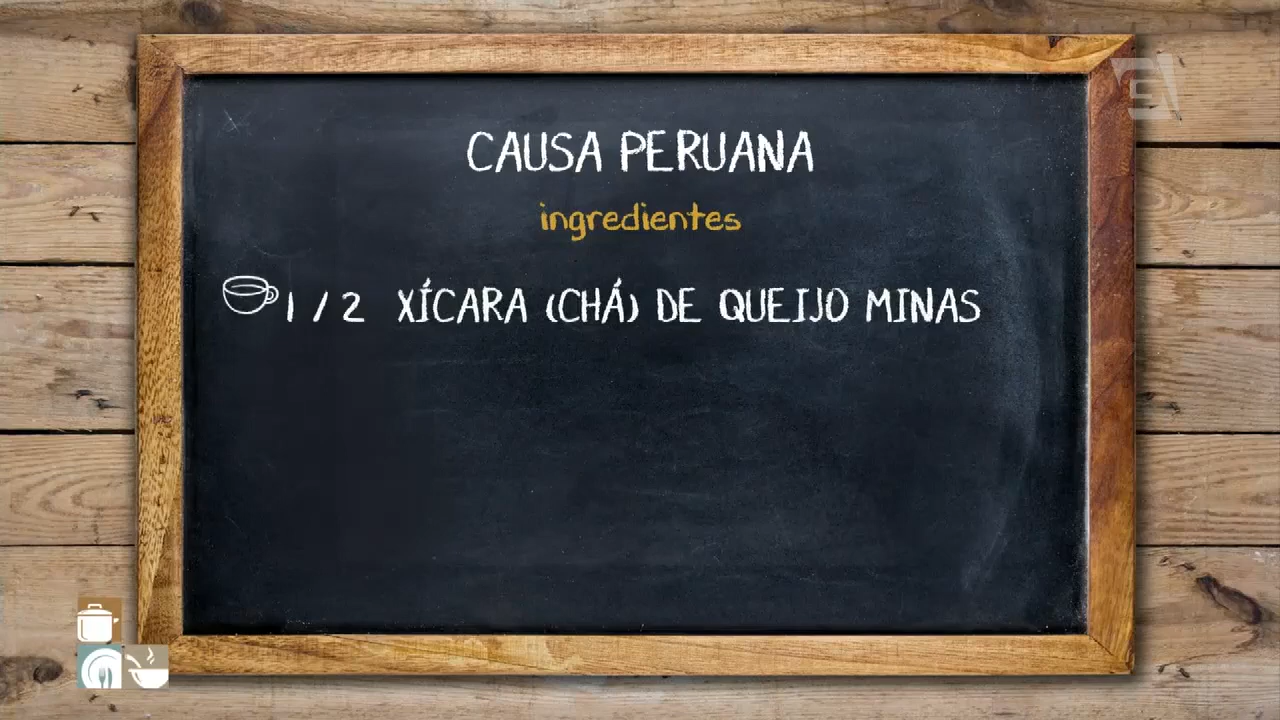 CAUSA PERUANA
ingredientes
1 / 2 XÍCARA (CHÁ) DE QUEIJO MINAS